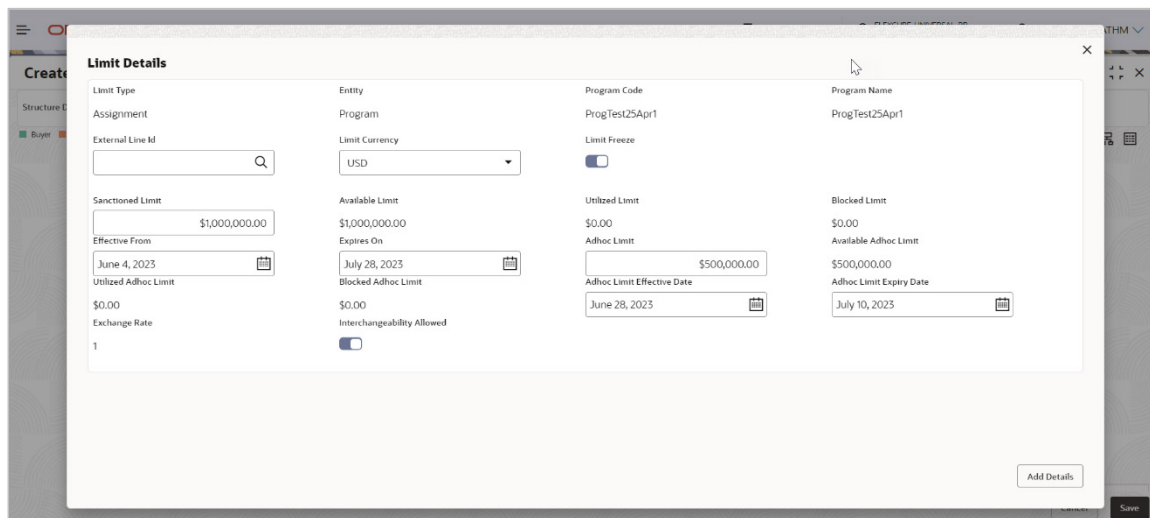 Limit Details
Limit Type Entity Program Code Program Name
Assignment Program ProgTest25Apr1 ProgTest25Apr1
External Line Id Limit Currency Limit Freeze
USD
Sanctioned Limit Available Limit Utilized Limit Blocked Limit
$1,000,000.00 $1,000,000.00 $0.00 $0.00
Effective From Expires On Adhoc Limit Available Adhoc Limit
June 4, 2023 July 28, 2023 $500,000.00 $500,000.00
Utilized Adhoc Limit Blocked Adhoc Limit Adhoc Limit Effective Date Adhoc Limit Expiry Date
$0.00 $0.00 June 28, 2023 July 10, 2023
Exchange Rate Interchangeability Allowed
1
Add Details
Create
Structure D
Buyer
ATHM
Cancel Save